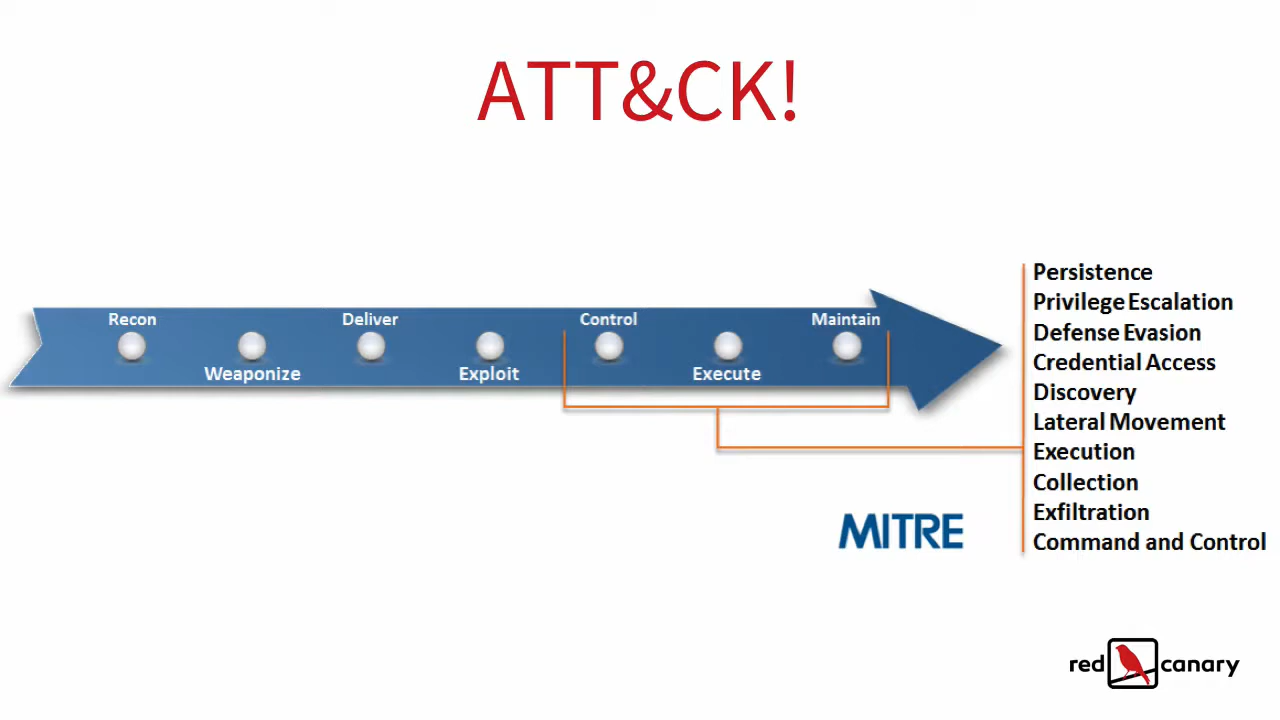 ATT&CK!
Recon
Weaponize
Deliver
Exploit
Control
Execute
Maintain
Persistence
Privilege Escalation
Defense Evasion
Credential Access
Discovery
Lateral Movement
Execution
Collection
Exfiltration
Command and Control
MITRE
red canary